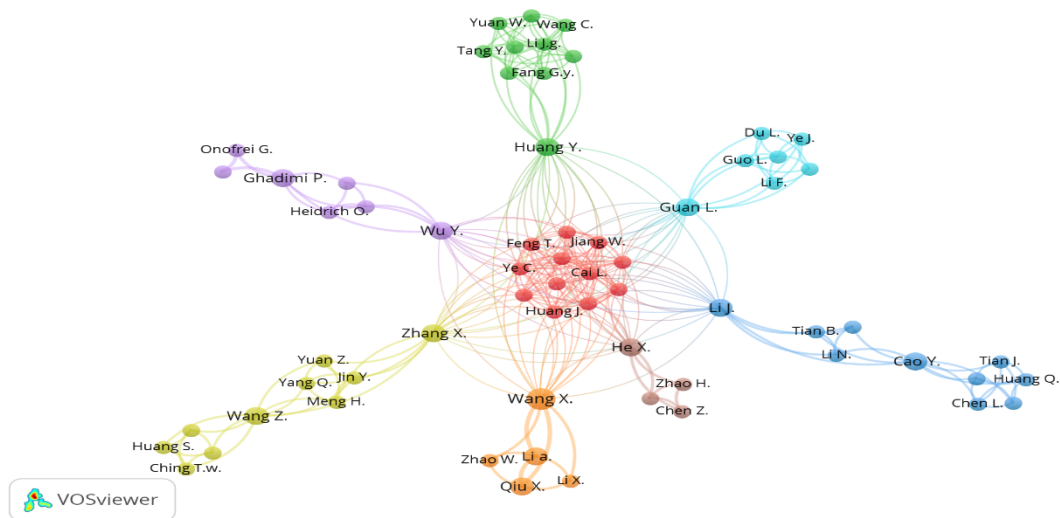 Yuan W.
Wang C.
Tang Y.
Li J.g.
Fang G.y.
Huang Y.
Du L.
Ye J.
Guo L.
Li F.
Guan L.
Onofrei G.
Ghadimi P.
Heidrich O.
Wu Y.
Feng T.
Jiang W.
Ye C.
Cai L.
Huang J.
Li J.
Tian B.
Li N.
Cao Y.
Tian J.
Huang Q.
Chen L.
Zhang X.
He X.
Zhao H.
Chen Z.
Yuan Z.
Yang Q.
Jin Y.
Meng H.
Wang Z.
Huang S.
Ching T.w.
Wang X.
Zhao W.
Li a.
Qiu X.
Li X.
VOSviewer